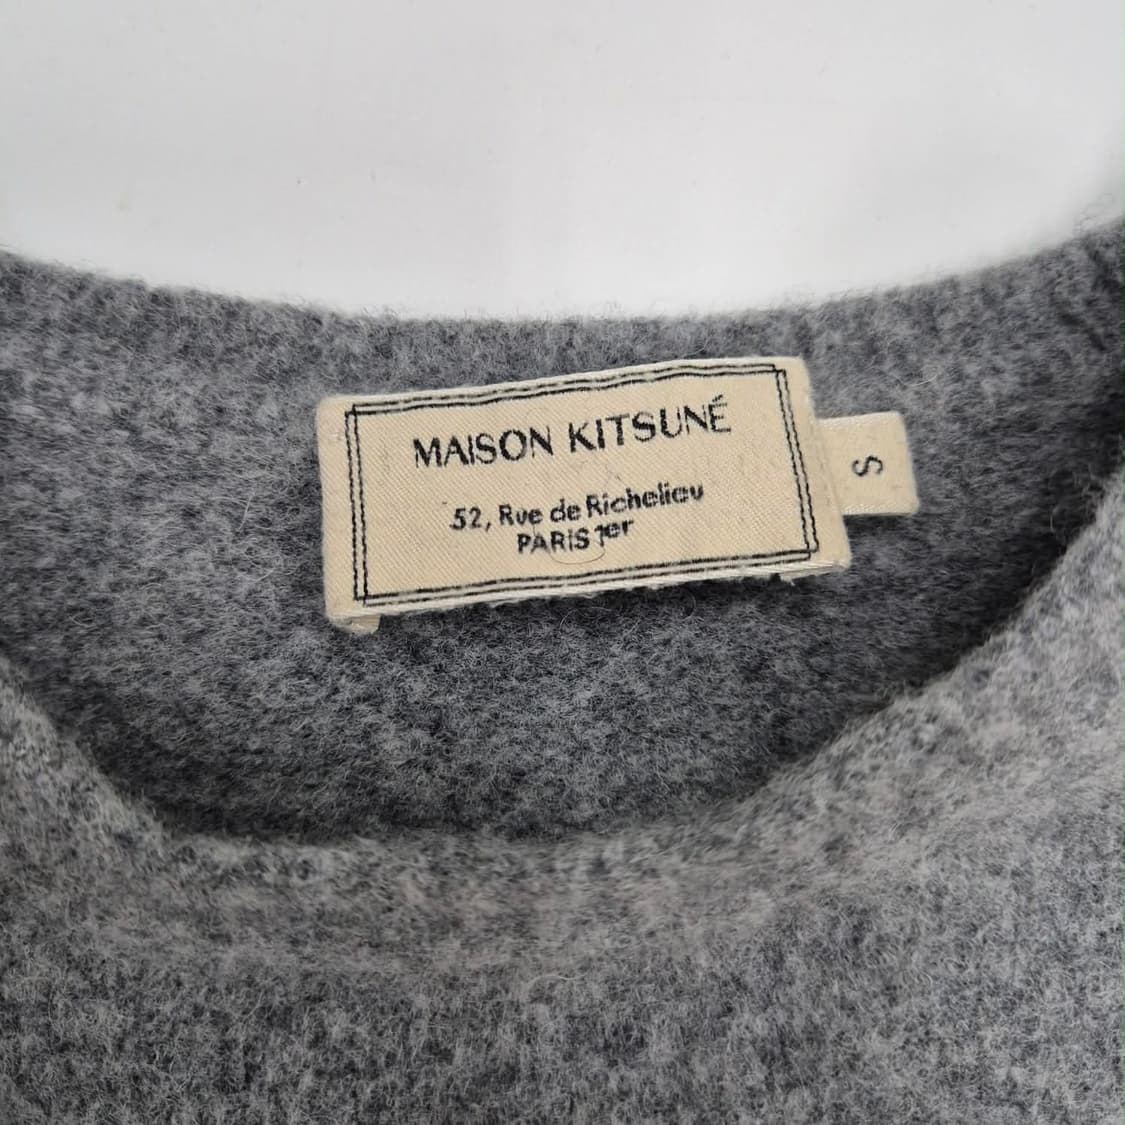 MAISON KITSUNÉ
52, Rue de Richelieu
PARIS 1er
S